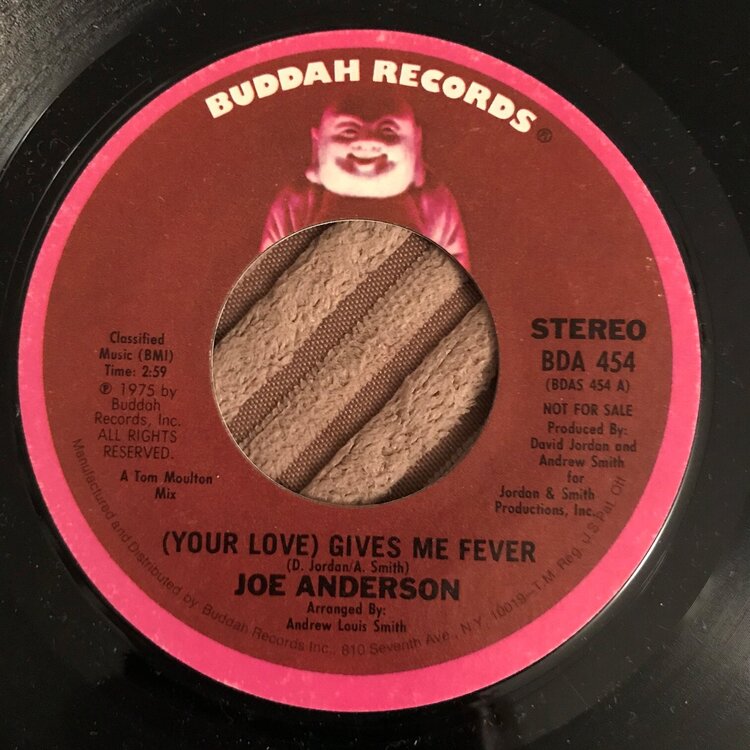 BUDDAH RECORDS®
Classified
Music (BMI)
Time: 2:59
℗ 1975 by
Buddah
Records, Inc.
ALL RIGHTS
RESERVED.
A Tom Moulton
Mix
STEREO
BDA 454
(BDAS 454 A)
NOT FOR SALE
Produced By:
David Jordan and
Andrew Smith
for
Jordan & Smith
Productions, Inc.
(YOUR LOVE) GIVES ME FEVER
(D. Jordan/A. Smith)
JOE ANDERSON
Arranged By:
Andrew Louis Smith
Manufactured and Distributed by Buddah Records Inc., 810 Seventh Ave., N.Y. 10019—T.M. Reg. U.S. Pat. Off